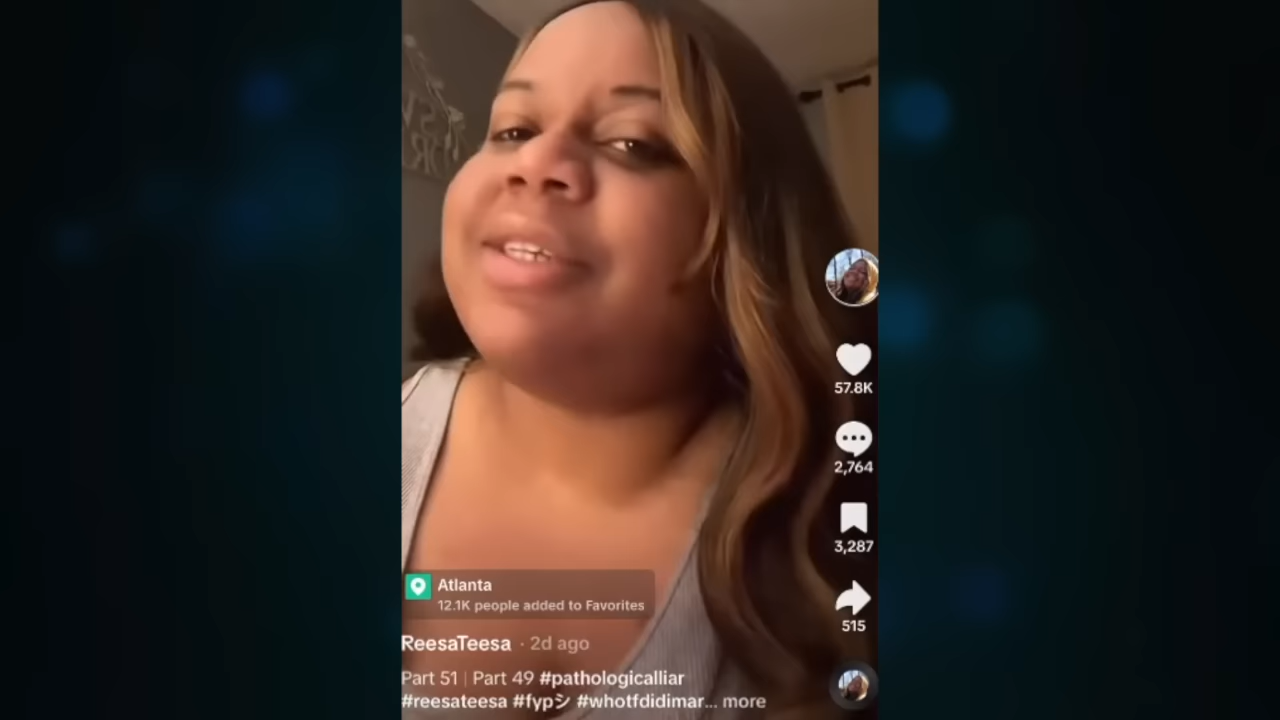 57.8K
2,764
3,287
515
Atlanta
12.1K people added to Favorites
ReesaTeesa · 2d ago
Part 51 | Part 49 #pathologicalliar
#reesateesa #fypシ #whotfdidimar... more